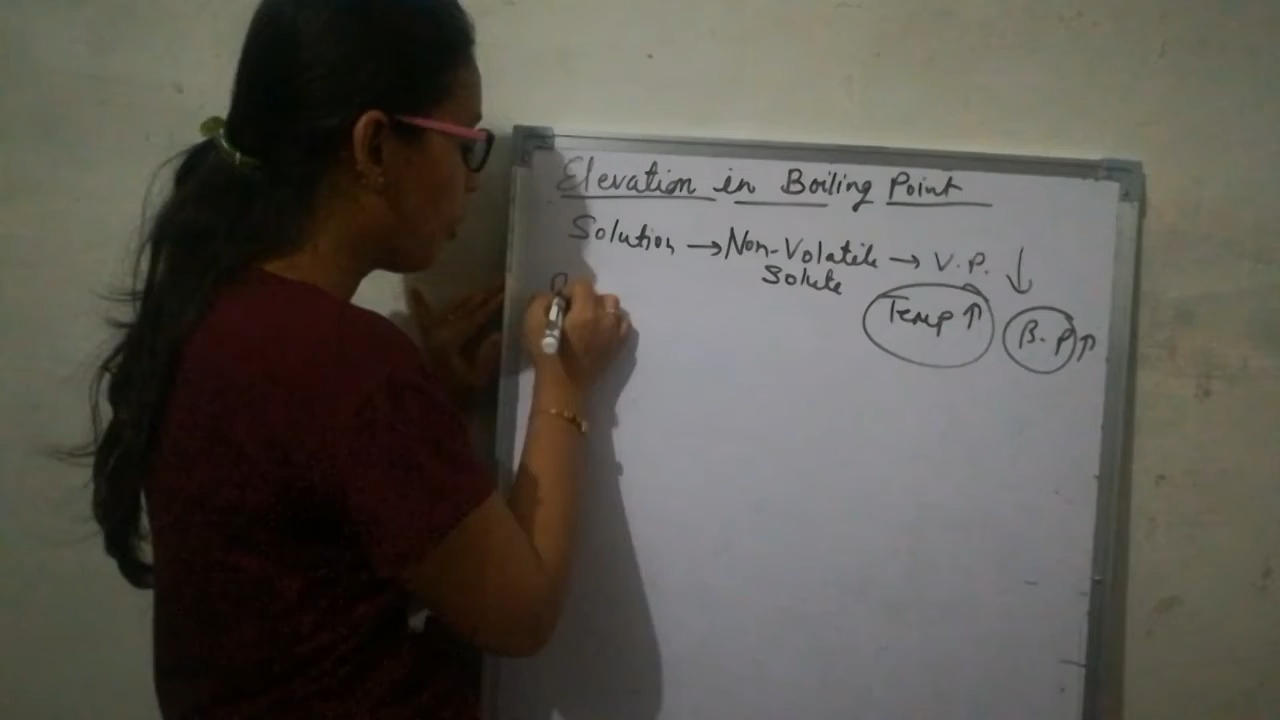 Elevation in Boiling Point
Solution → Non-Volatile → V.P. ↓
Solute
Temp ↑ B.P ↑